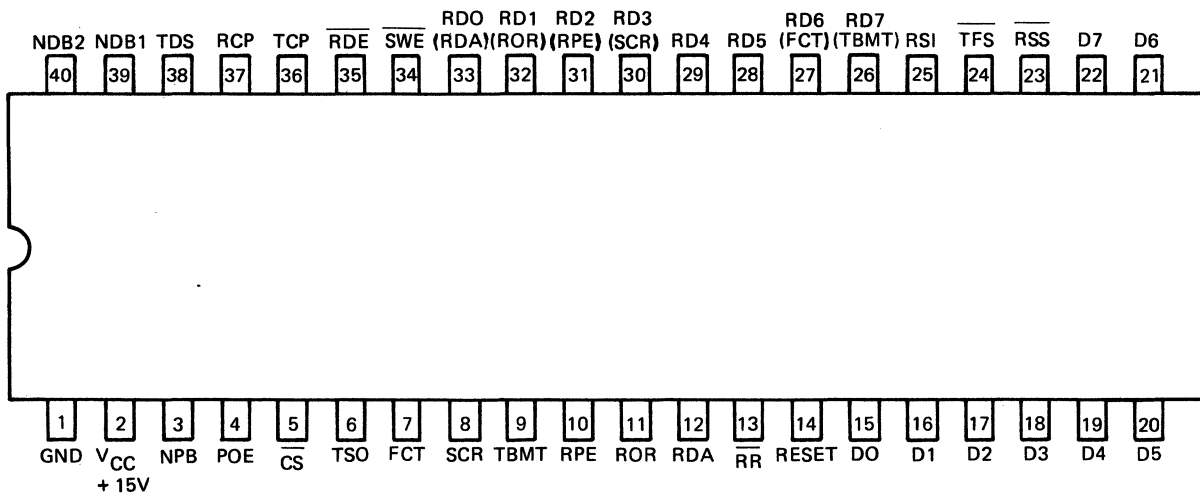 RDO RD1 RD2 RD3 RD6 RD7
NDB2 NDB1 TDS RCP TCP RDE SWE (RDA) (ROR) (RPE) (SCR) RD4 RD5 (FCT) (TBMT) RSI TFS RSS D7 D6
40 39 38 37 36 35 34 33 32 31 30 29 28 27 26 25 24 23 22 21
1 2 3 4 5 6 7 8 9 10 11 12 13 14 15 16 17 18 19 20
GND VCC NPB POE CS TSO FCT SCR TBMT RPE ROR RDA RR RESET DO D1 D2 D3 D4 D5
+ 15V